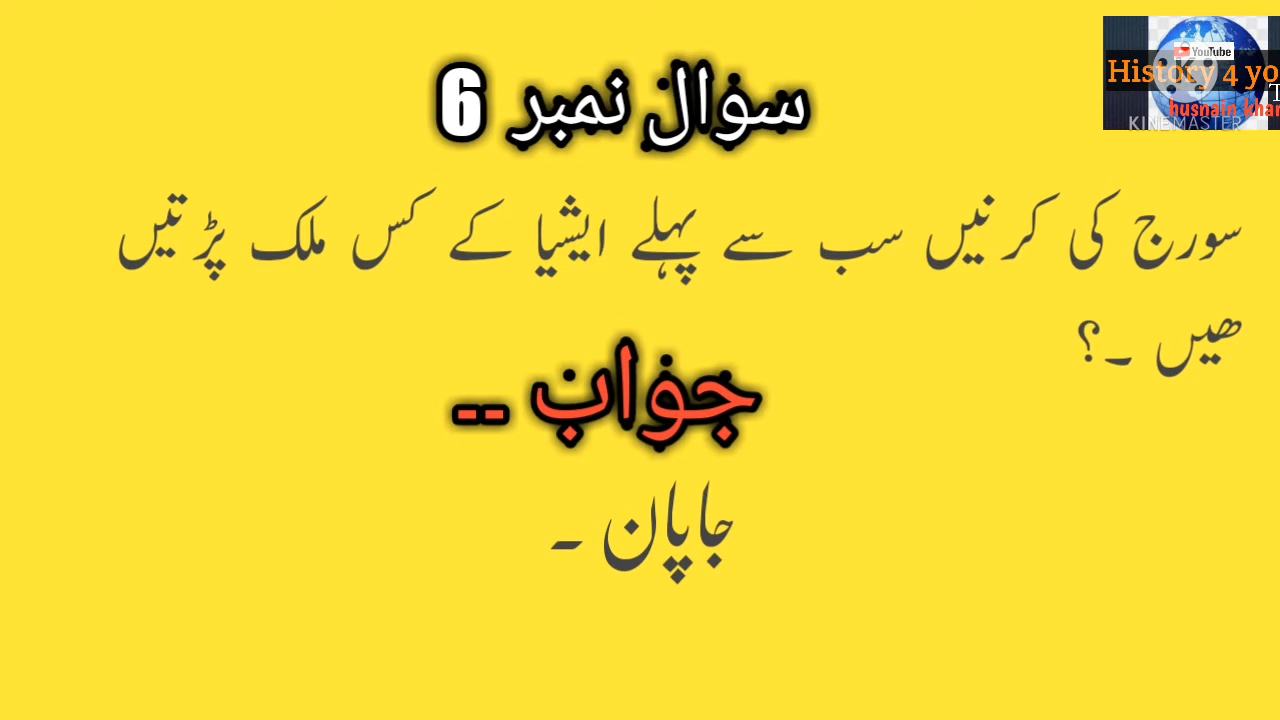 سوال نمبر 6
سورج کی کرنیں سب سے پہلے ایشیا کے کس ملک پڑتیں
ھیں ۔؟
جواب --
جاپان ۔
YouTube
History 4 yo
husnain khan
KINEMASTER